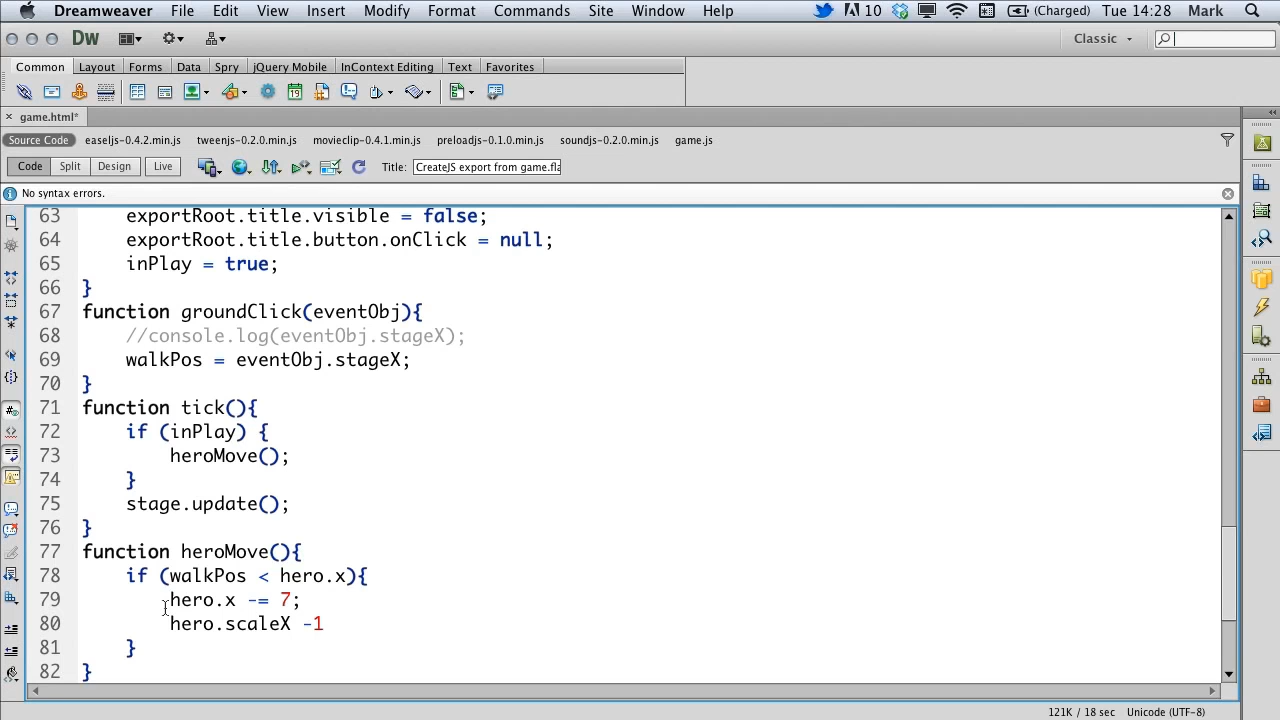 Dreamweaver File Edit View Insert Modify Format Commands Site Window Help 10 (Charged) Tue 14:28 Mark
Dw Classic
Common Layout Forms Data Spry jQuery Mobile InContext Editing Text Favorites
game.html*
Source Code easeljs-0.4.2.min.js tweenjs-0.2.0.min.js movieclip-0.4.1.min.js preloadjs-0.1.0.min.js soundjs-0.2.0.min.js game.js
Code Split Design Live Title: CreateJS export from game.fla
No syntax errors.
63 exportRoot.title.visible = false;
64 exportRoot.title.button.onClick = null;
65 inPlay = true;
66 }
67 function groundClick(eventObj){
68 //console.log(eventObj.stageX);
69 walkPos = eventObj.stageX;
70 }
71 function tick(){
72 if (inPlay) {
73 heroMove();
74 }
75 stage.update();
76 }
77 function heroMove(){
78 if (walkPos < hero.x){
79 hero.x -= 7;
80 hero.scaleX -1
81 }
82 }
121K / 18 sec Unicode (UTF-8)